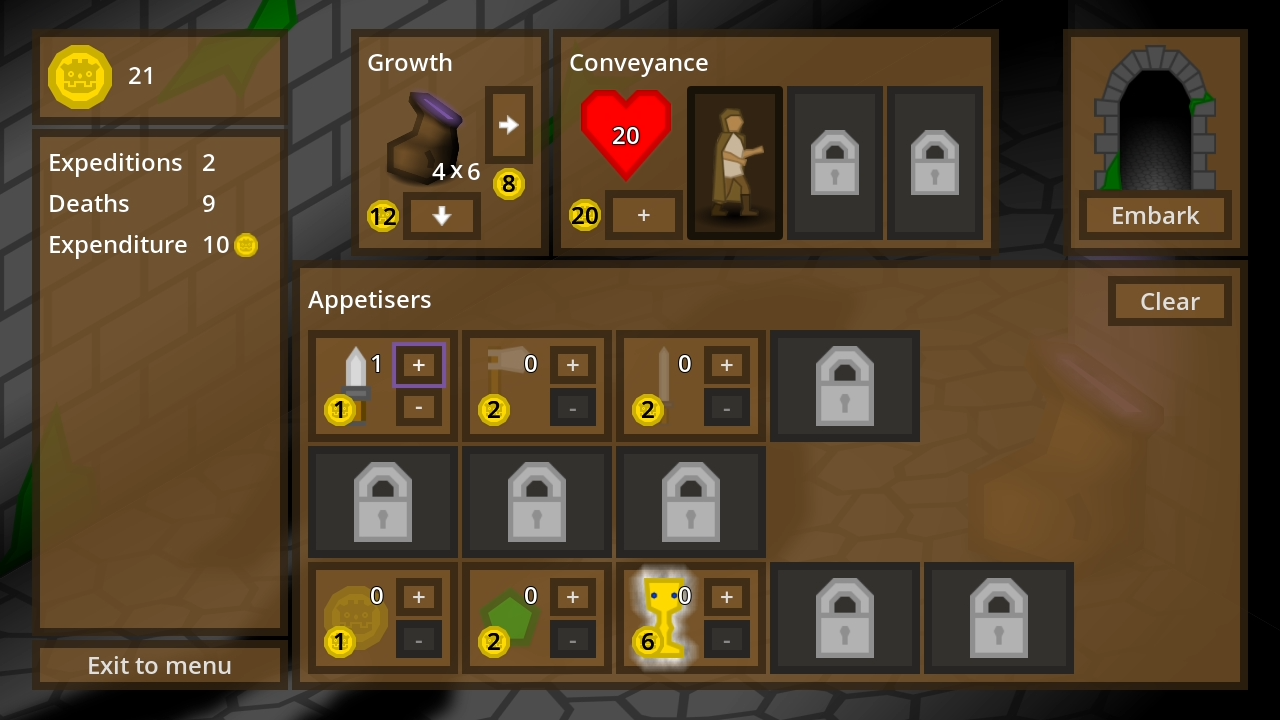 21
Expeditions 2
Deaths 9
Expenditure 10
Exit to menu
Growth
4 x 6
8
12
Conveyance
20
20 +
Embark
Appetisers
Clear
1 + 0 + 0 +
1 - 2 - 2 -
0 + 0 + 0 +
1 - 2 - 6 -